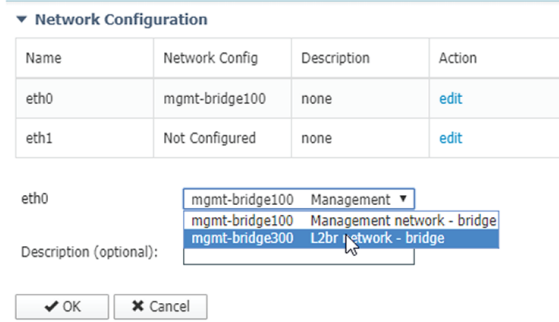 Network Configuration
Name Network Config Description Action
eth0 mgmt-bridge100 none edit
eth1 Not Configured none edit
eth0 mgmt-bridge100 Management
mgmt-bridge100 Management network - bridge
mgmt-bridge300 L2br network - bridge
Description (optional):
OK Cancel